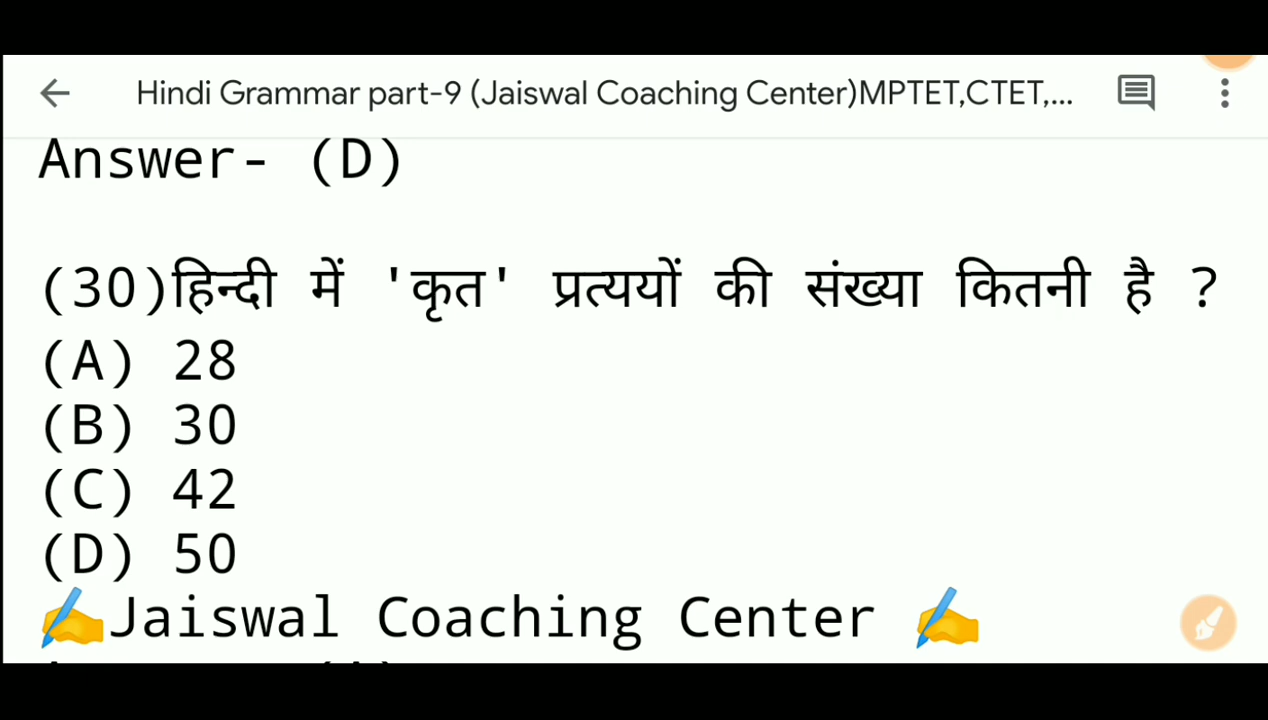 Hindi Grammar part-9 (Jaiswal Coaching Center)MPTET,CTET,...
Answer- (D)
(30)हिन्दी में 'कृत' प्रत्ययों की संख्या कितनी है ?
(A) 28
(B) 30
(C) 42
(D) 50
✍Jaiswal Coaching Center ✍